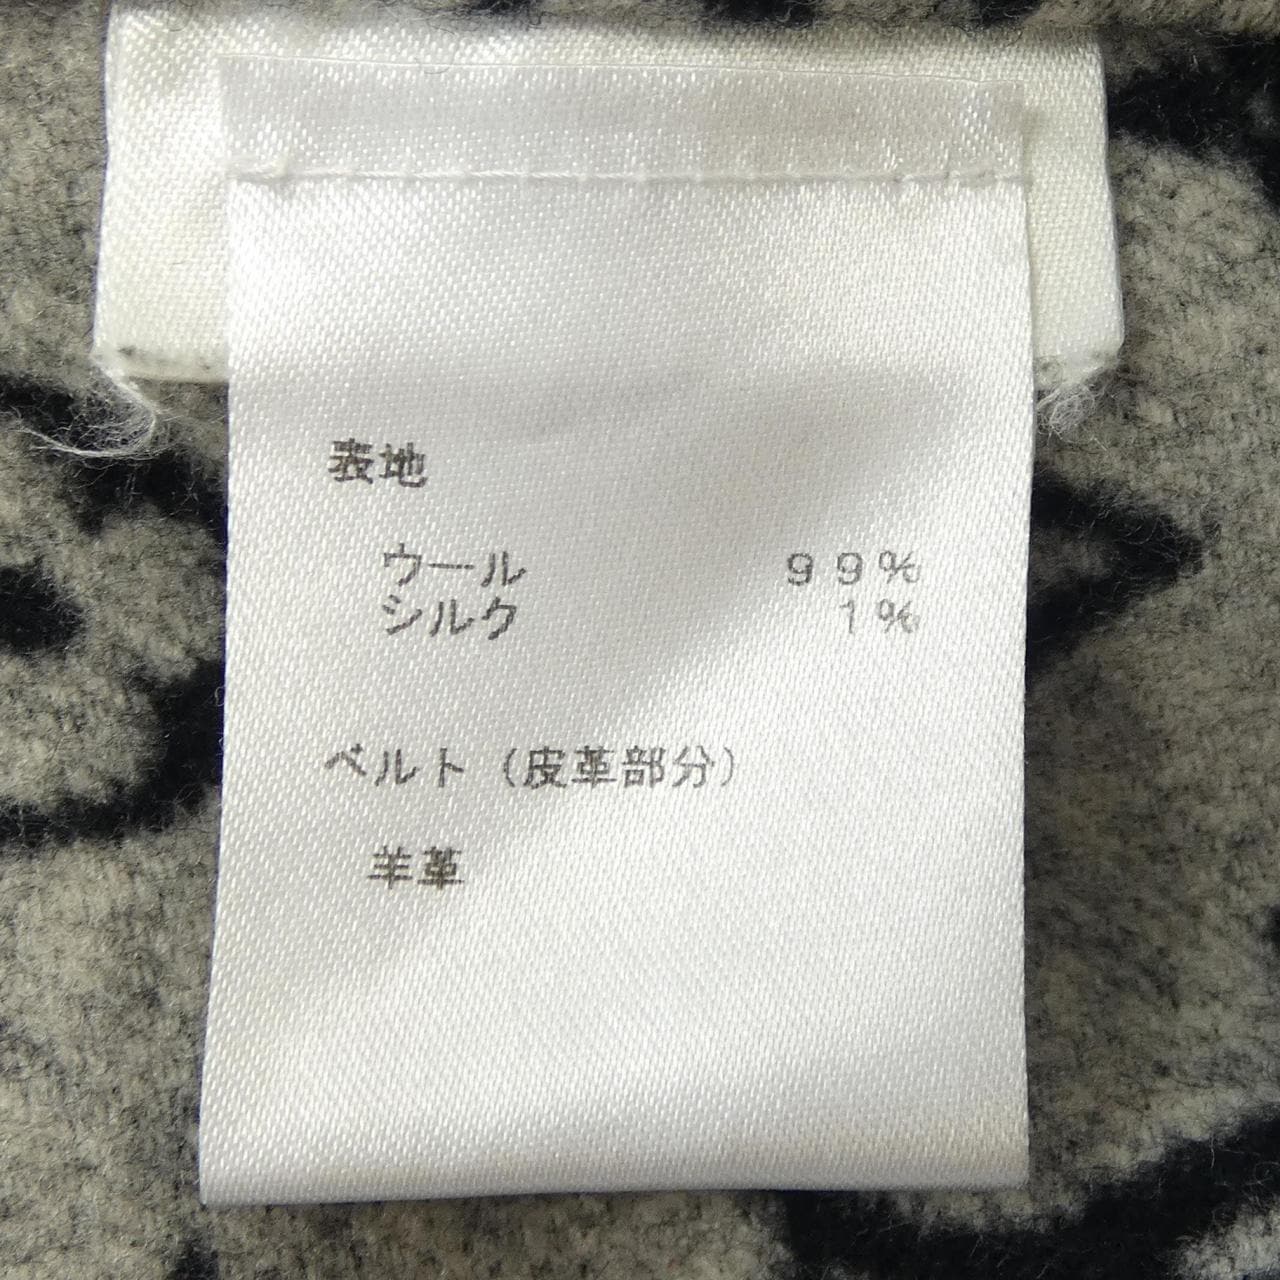 表地
ウール 99%
シルク 1%
ベルト（皮革部分）
羊革